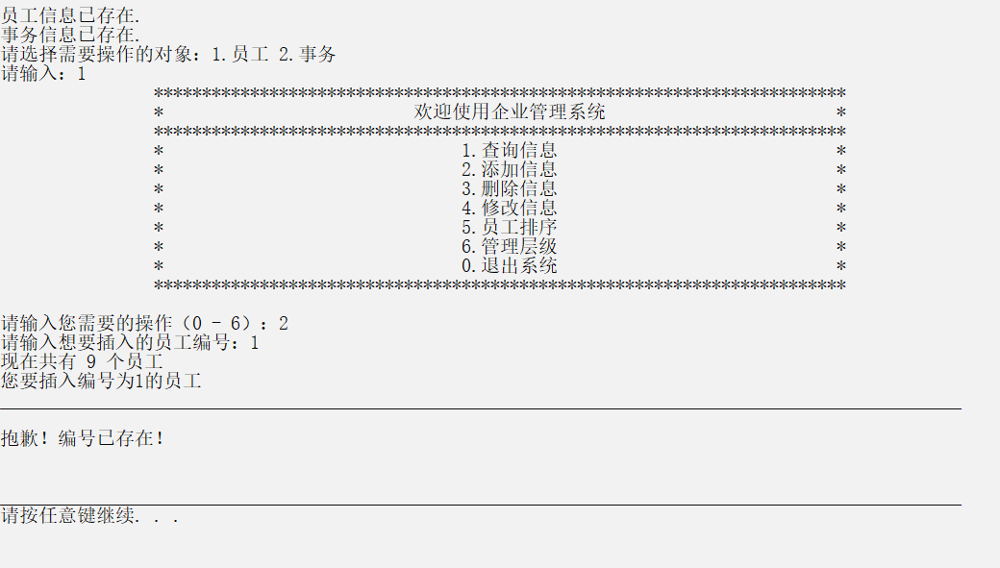 员工信息已存在.
事务信息已存在.
请选择需要操作的对象: 1.员工 2.事务
请输入: 1
************************************************************************
* 欢迎使用企业管理系统 *
************************************************************************
* 1.查询信息 *
* 2.添加信息 *
* 3.删除信息 *
* 4.修改信息 *
* 5.员工排序 *
* 6.管理层级 *
* 0.退出系统 *
************************************************************************
请输入您需要的操作（0 - 6）: 2
请输入想要插入的员工编号: 1
现在共有 9 个员工
您要插入编号为1的员工
抱歉! 编号已存在!
请按任意键继续. . .